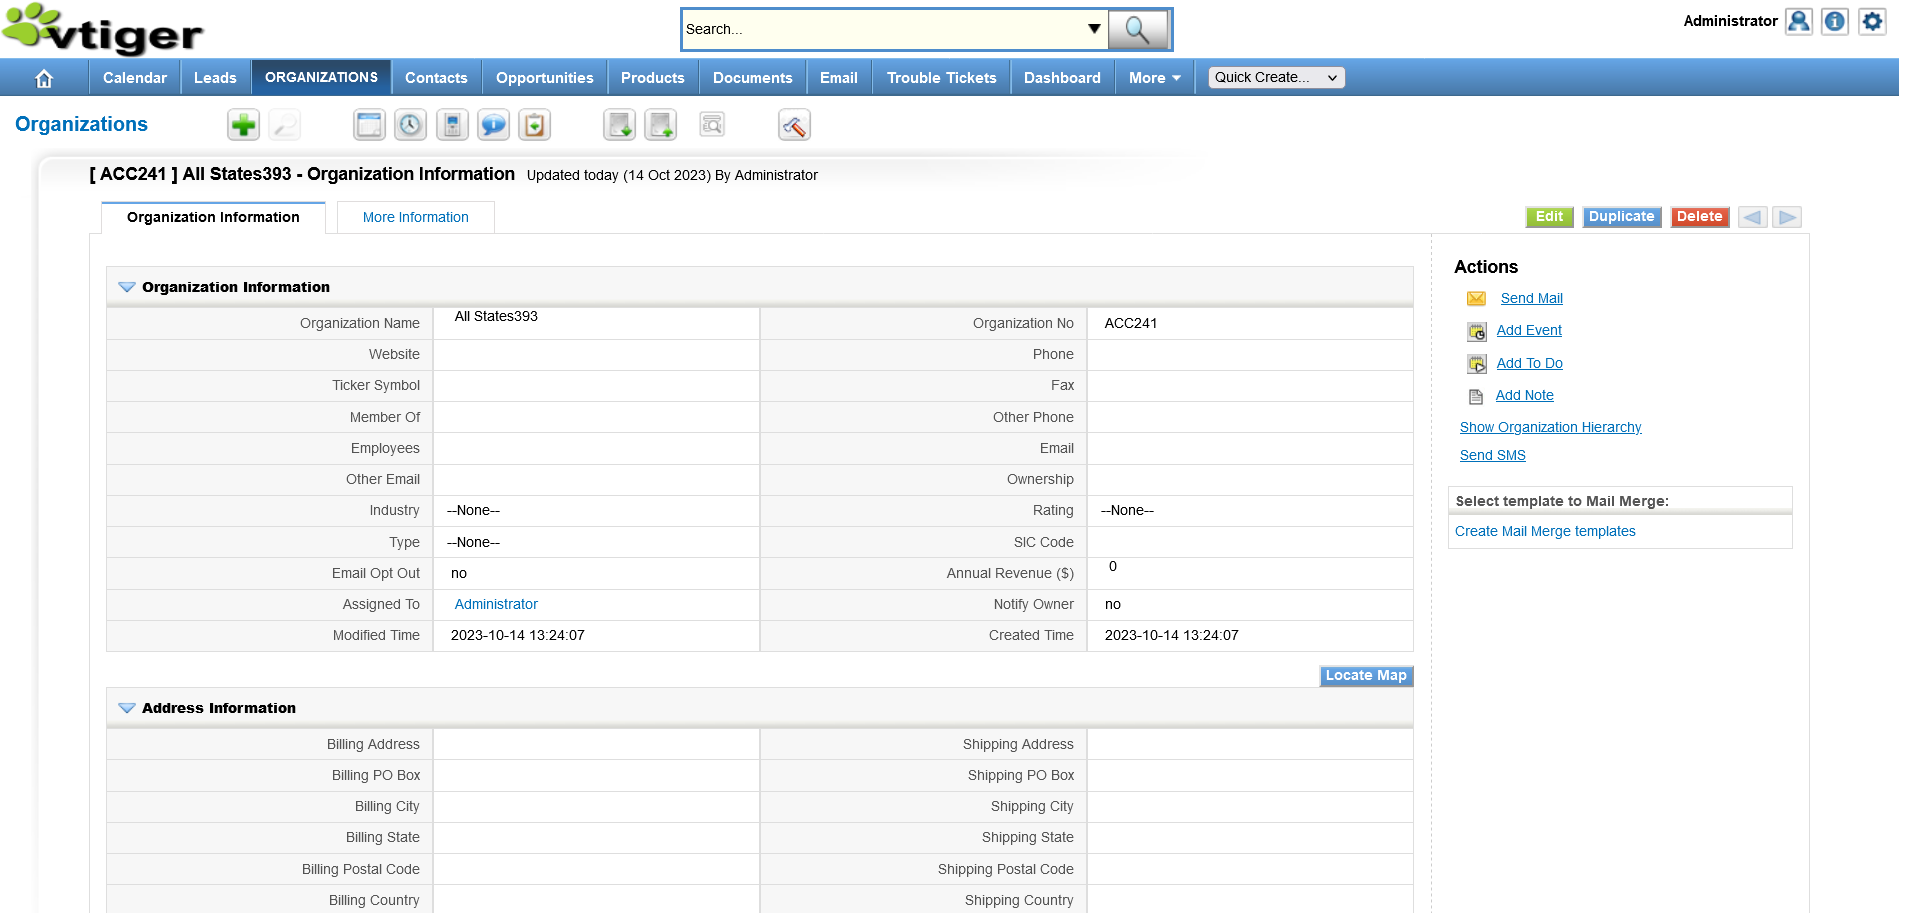 vtiger
Search...
Administrator
Calendar Leads ORGANIZATIONS Contacts Opportunities Products Documents Email Trouble Tickets Dashboard More Quick Create...
Organizations
[ ACC241 ] All States393 - Organization Information Updated today (14 Oct 2023) By Administrator
Organization Information More Information
Edit Duplicate Delete
Organization Information
Organization Name All States393 Organization No ACC241
Website Phone
Ticker Symbol Fax
Member Of Other Phone
Employees Email
Other Email Ownership
Industry --None-- Rating --None--
Type --None-- SIC Code
Email Opt Out no Annual Revenue ($) 0
Assigned To Administrator Notify Owner no
Modified Time 2023-10-14 13:24:07 Created Time 2023-10-14 13:24:07
Locate Map
Address Information
Billing Address Shipping Address
Billing PO Box Shipping PO Box
Billing City Shipping City
Billing State Shipping State
Billing Postal Code Shipping Postal Code
Billing Country Shipping Country
Actions
Send Mail
Add Event
Add To Do
Add Note
Show Organization Hierarchy
Send SMS
Select template to Mail Merge:
Create Mail Merge templates